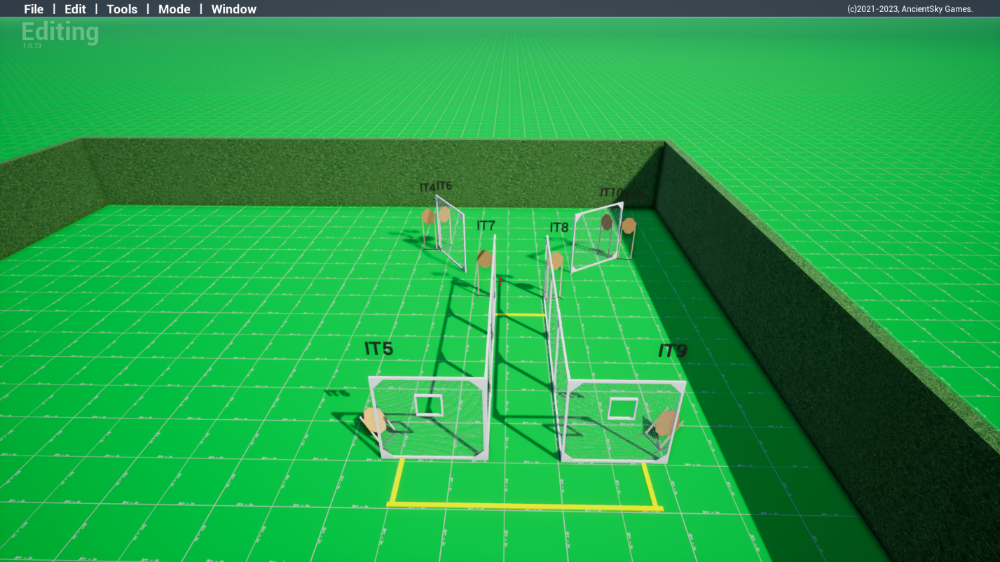 File | Edit | Tools | Mode | Window
(c)2021-2023, AncientSky Games.
Editing
1.0.73
IT4
IT6
IT10
IT7
IT8
IT5
IT9